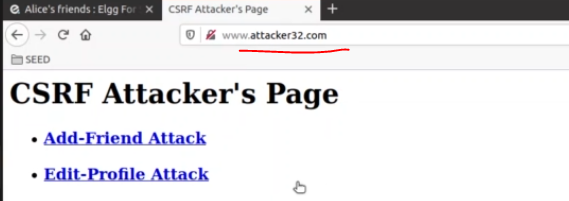 Alice's friends : Elgg For
CSRF Attacker's Page
www.attacker32.com
SEED
CSRF Attacker's Page
Add-Friend Attack
Edit-Profile Attack